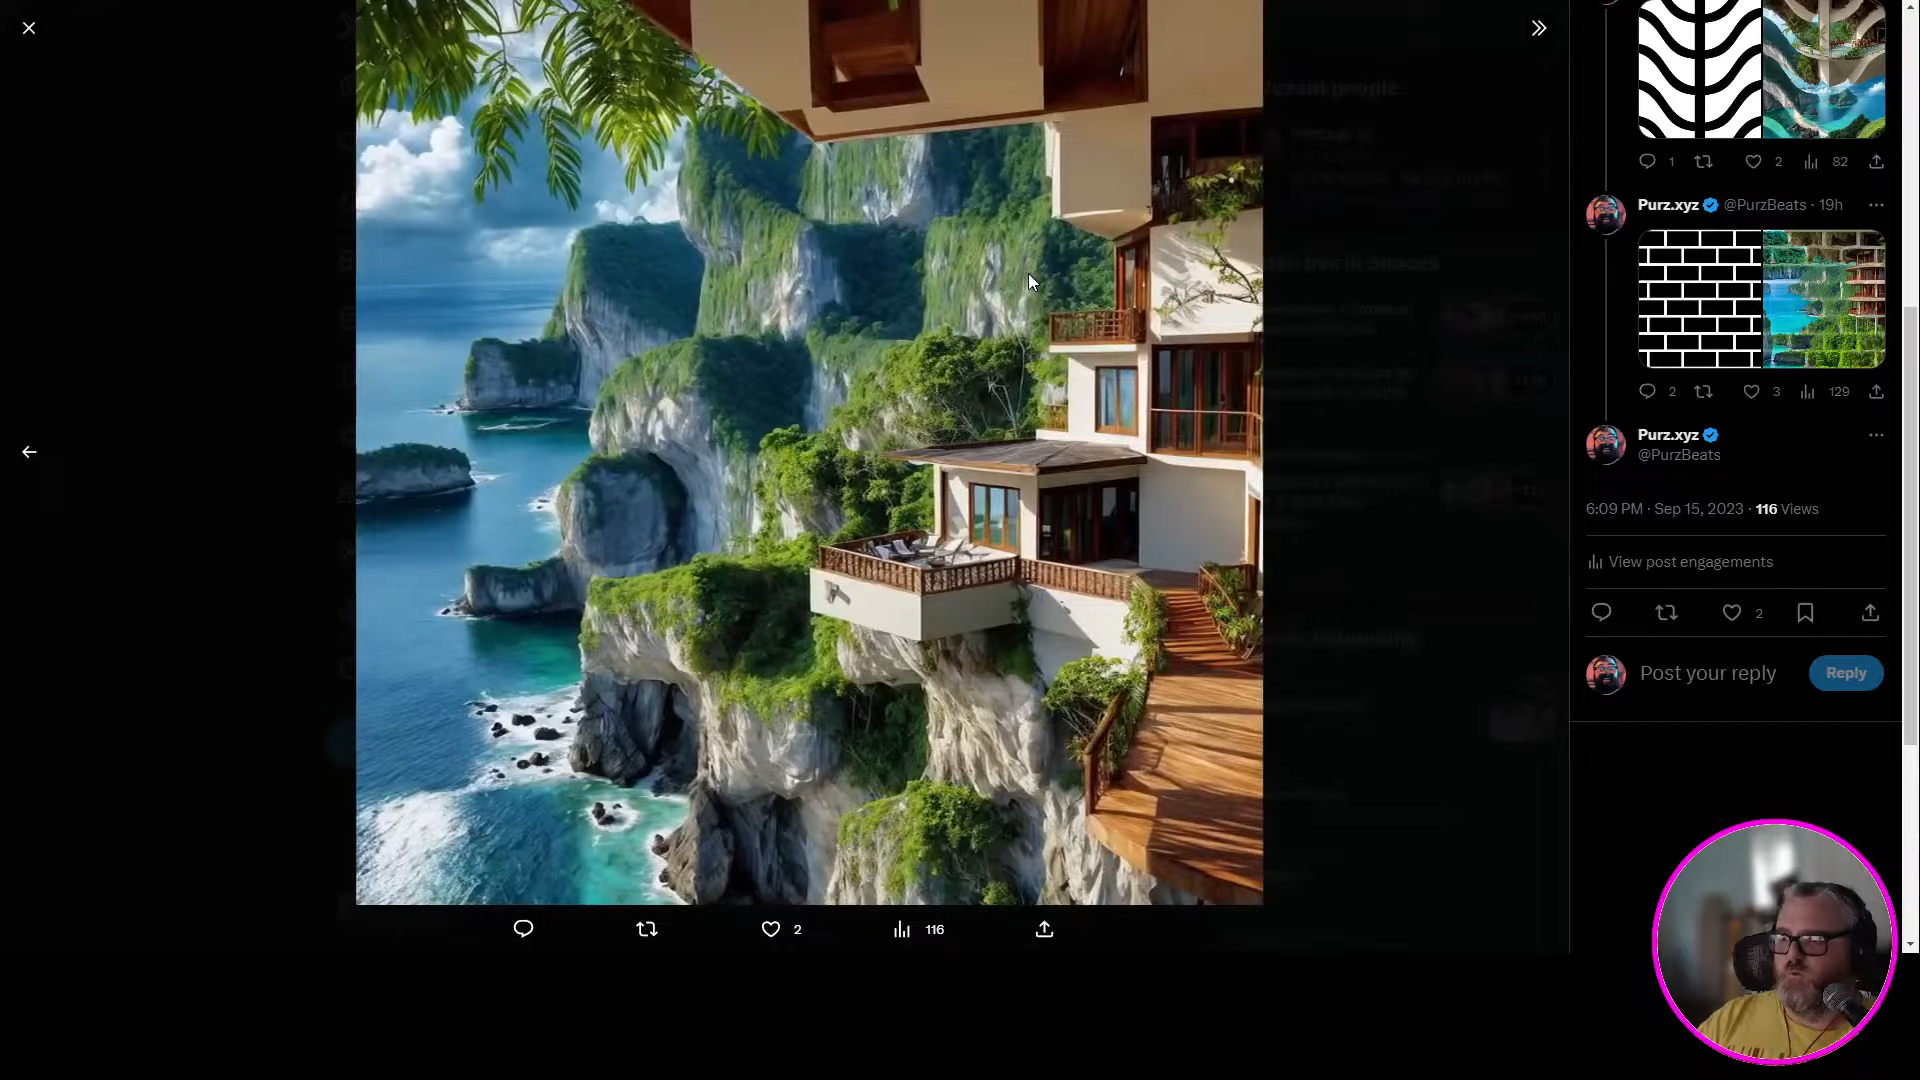 1 2 82
Purz.xyz @PurzBeats · 19h
2 3 129
Purz.xyz
@PurzBeats
6:09 PM · Sep 15, 2023 · 116 Views
View post engagements
2
Post your reply Reply
2 116